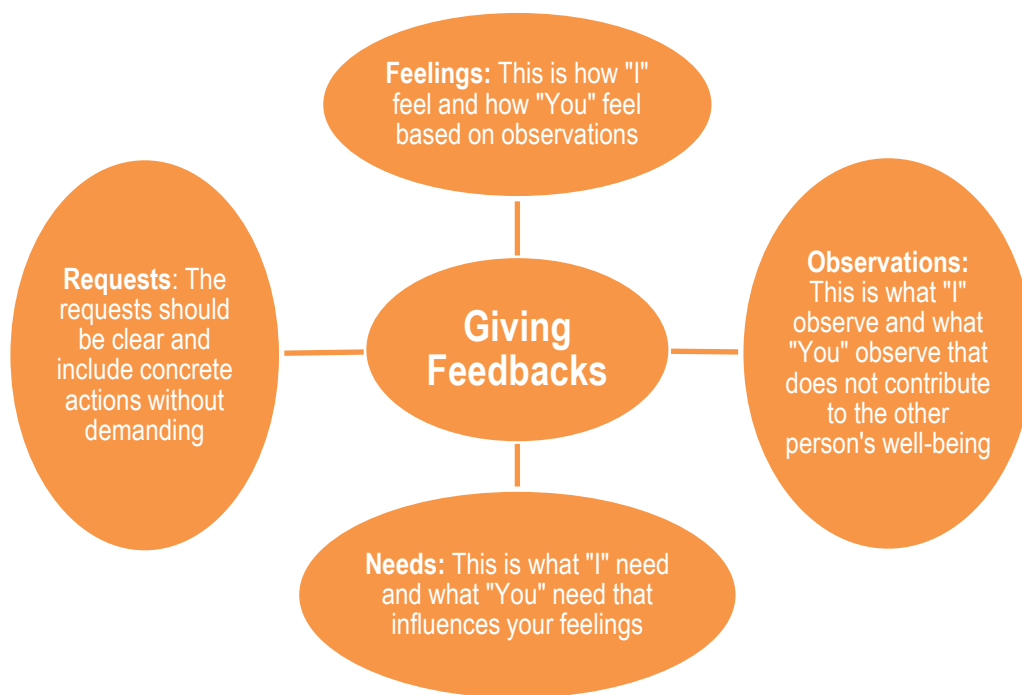 Feelings: This is how "I"
feel and how "You" feel
based on observations
Requests: The
requests should
be clear and
include concrete
actions without
demanding
Giving
Feedbacks
Observations:
This is what "I"
observe and what
"You" observe that
does not contribute
to the other
person's well-being
Needs: This is what "I" need
and what "You" need that
influences your feelings